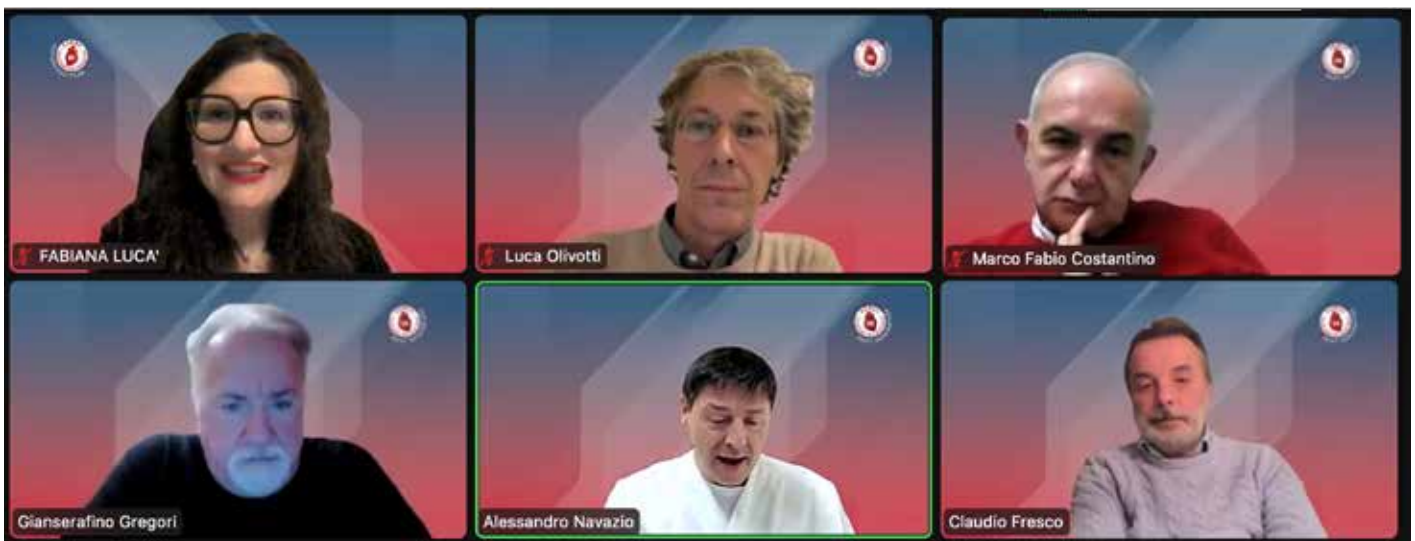 FABIANA LUCA'
Luca Olivotti
Marco Fabio Costantino
Gianserafino Gregori
Alessandro Navazio
Claudio Fresco